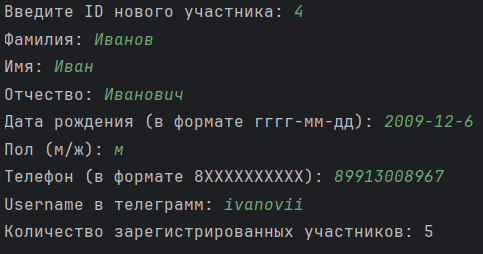 Введите ID нового участника: 4
Фамилия: Иванов
Имя: Иван
Отчество: Иванович
Дата рождения (в формате гггг-мм-дд): 2009-12-6
Пол (м/ж): м
Телефон (в формате 8XXXXXXXXXX): 89913008967
Username в телеграмм: ivanovii
Количество зарегистрированных участников: 5